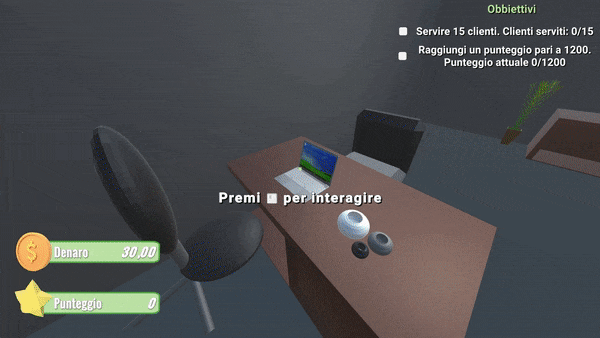 Obbiettivi
Servire 15 clienti. Clienti serviti: 0/15
Raggiungi un punteggio pari a 1200.
Punteggio attuale 0/1200
Premi per interagire
Denaro 30,00
Punteggio 0